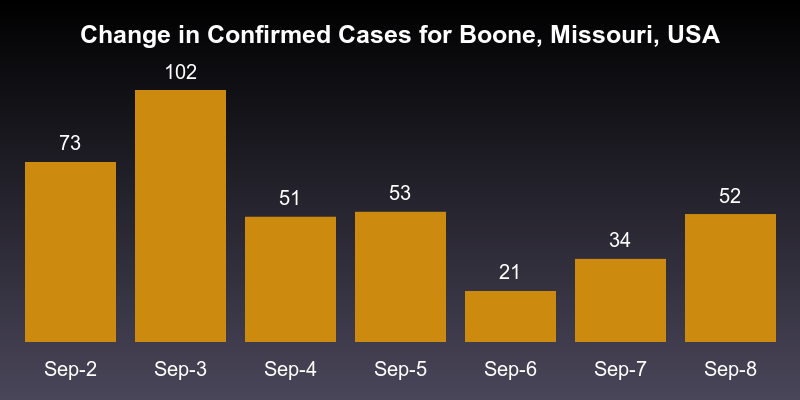 Change in Confirmed Cases for Boone, Missouri, USA
73
102
51
53
21
34
52
Sep-2
Sep-3
Sep-4
Sep-5
Sep-6
Sep-7
Sep-8